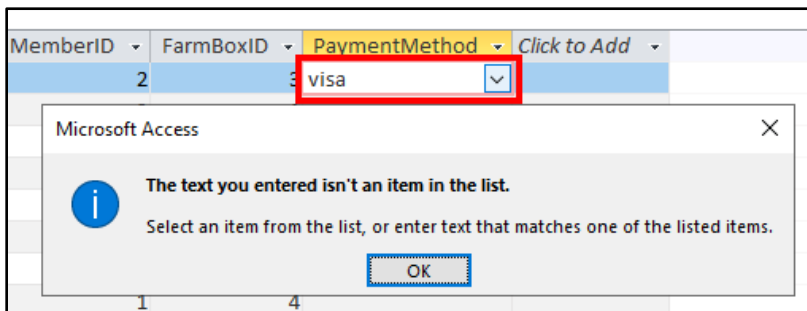 MemberID FarmBoxID PaymentMethod Click to Add
2 3 visa
Microsoft Access
The text you entered isn't an item in the list.
Select an item from the list, or enter text that matches one of the listed items.
OK
1 4